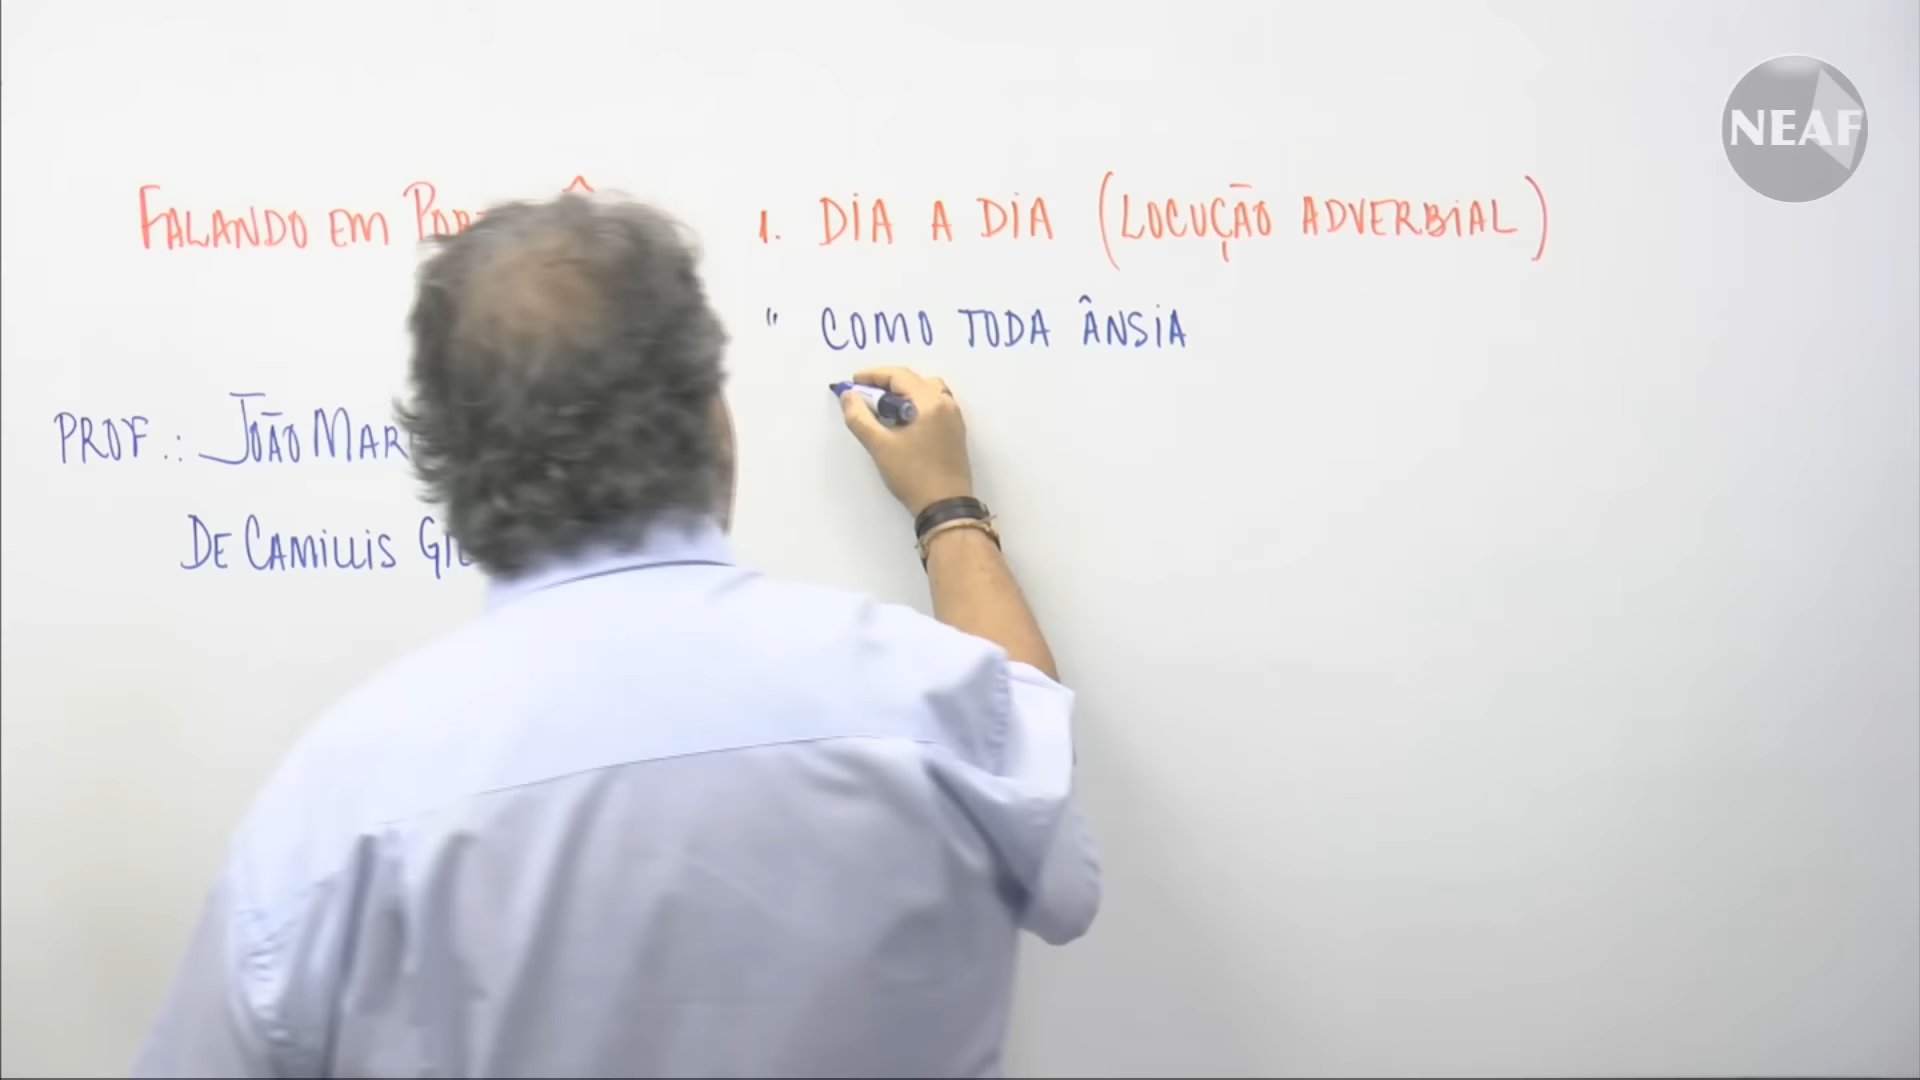 FALANDO EM
PROF.: JOÃO
DE CAMILLIS
1. DIA A DIA (LOCUÇÃO ADVERBIAL)
" COMO TODA ÂNSIA
NEAF